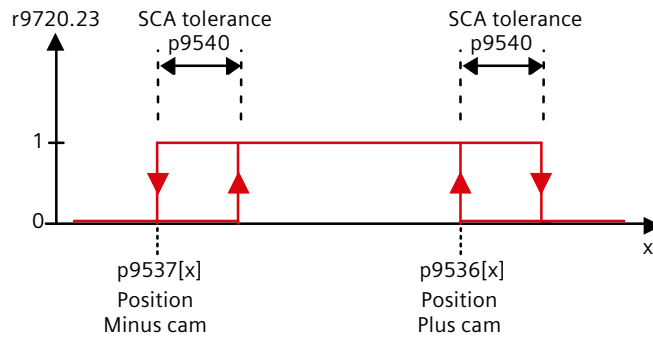 r9720.23
SCA tolerance
p9540
SCA tolerance
p9540
1
0
x
p9537[x]
Position
Minus cam
p9536[x]
Position
Plus cam